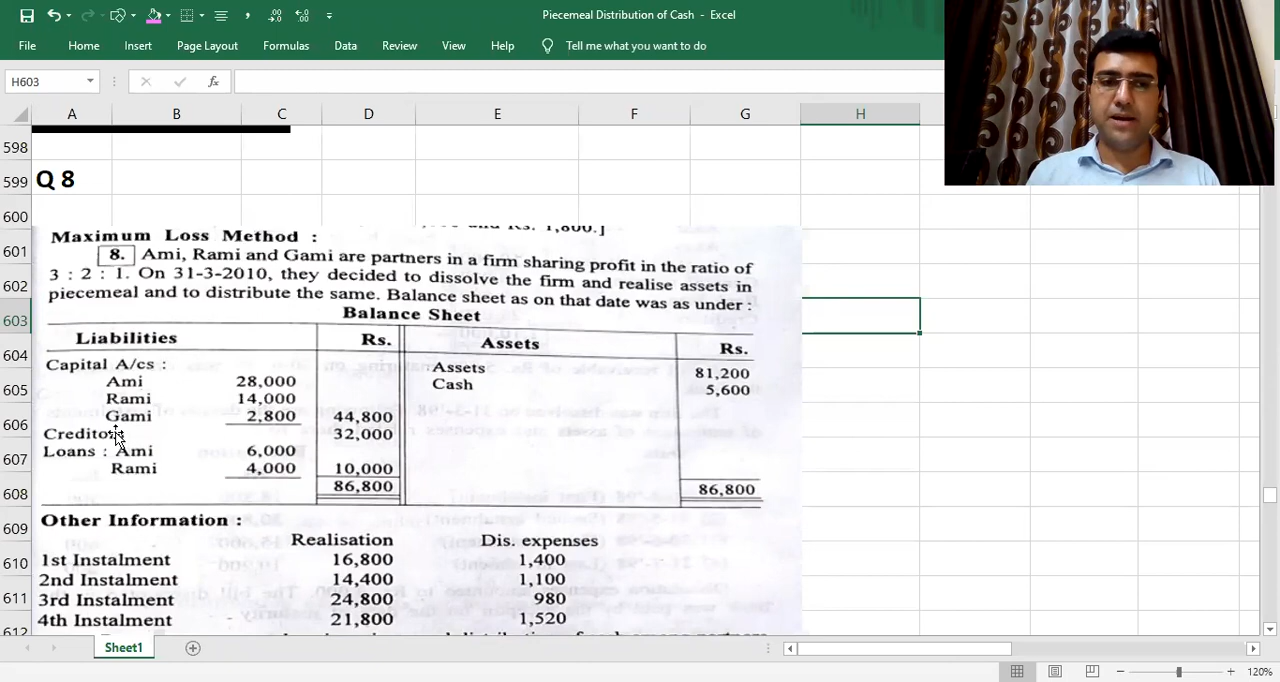 Piecemeal Distribution of Cash - Excel
File Home Insert Page Layout Formulas Data Review View Help Tell me what you want to do
H603 fx
A B C D E F G H
598
599 Q 8
600
601 Maximum Loss Method :
8. Ami, Rami and Gami are partners in a firm sharing profit in the ratio of
602 3 : 2 : 1. On 31-3-2010, they decided to dissolve the firm and realise assets in
piecemeal and to distribute the same. Balance sheet as on that date was as under :
603 Balance Sheet
604 Liabilities Rs. Assets Rs.
Capital A/cs : Assets 81,200
605 Ami 28,000 Cash 5,600
Rami 14,000
606 Gami 2,800 44,800
Creditors 32,000
607 Loans : Ami 6,000
Rami 4,000 10,000
608 86,800 86,800
609 Other Information :
Realisation Dis. expenses
610 1st Instalment 16,800 1,400
2nd Instalment 14,400 1,100
611 3rd Instalment 24,800 980
612 4th Instalment 21,800 1,520
Sheet1
120%